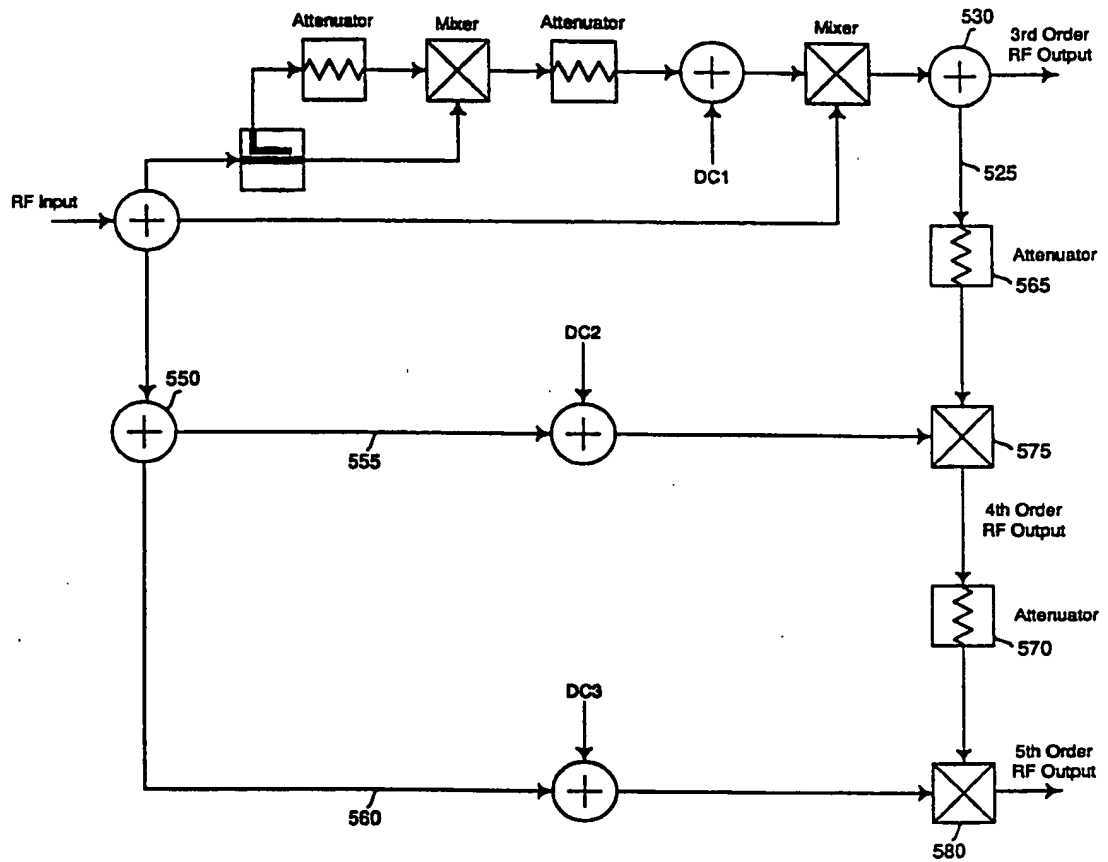 Attenuator
Mixer
Attenuator
Mixer
530
3rd Order
RF Output
DC1
525
RF Input
Attenuator
565
DC2
550
555
575
4th Order
RF Output
Attenuator
570
DC3
5th Order
RF Output
560
580